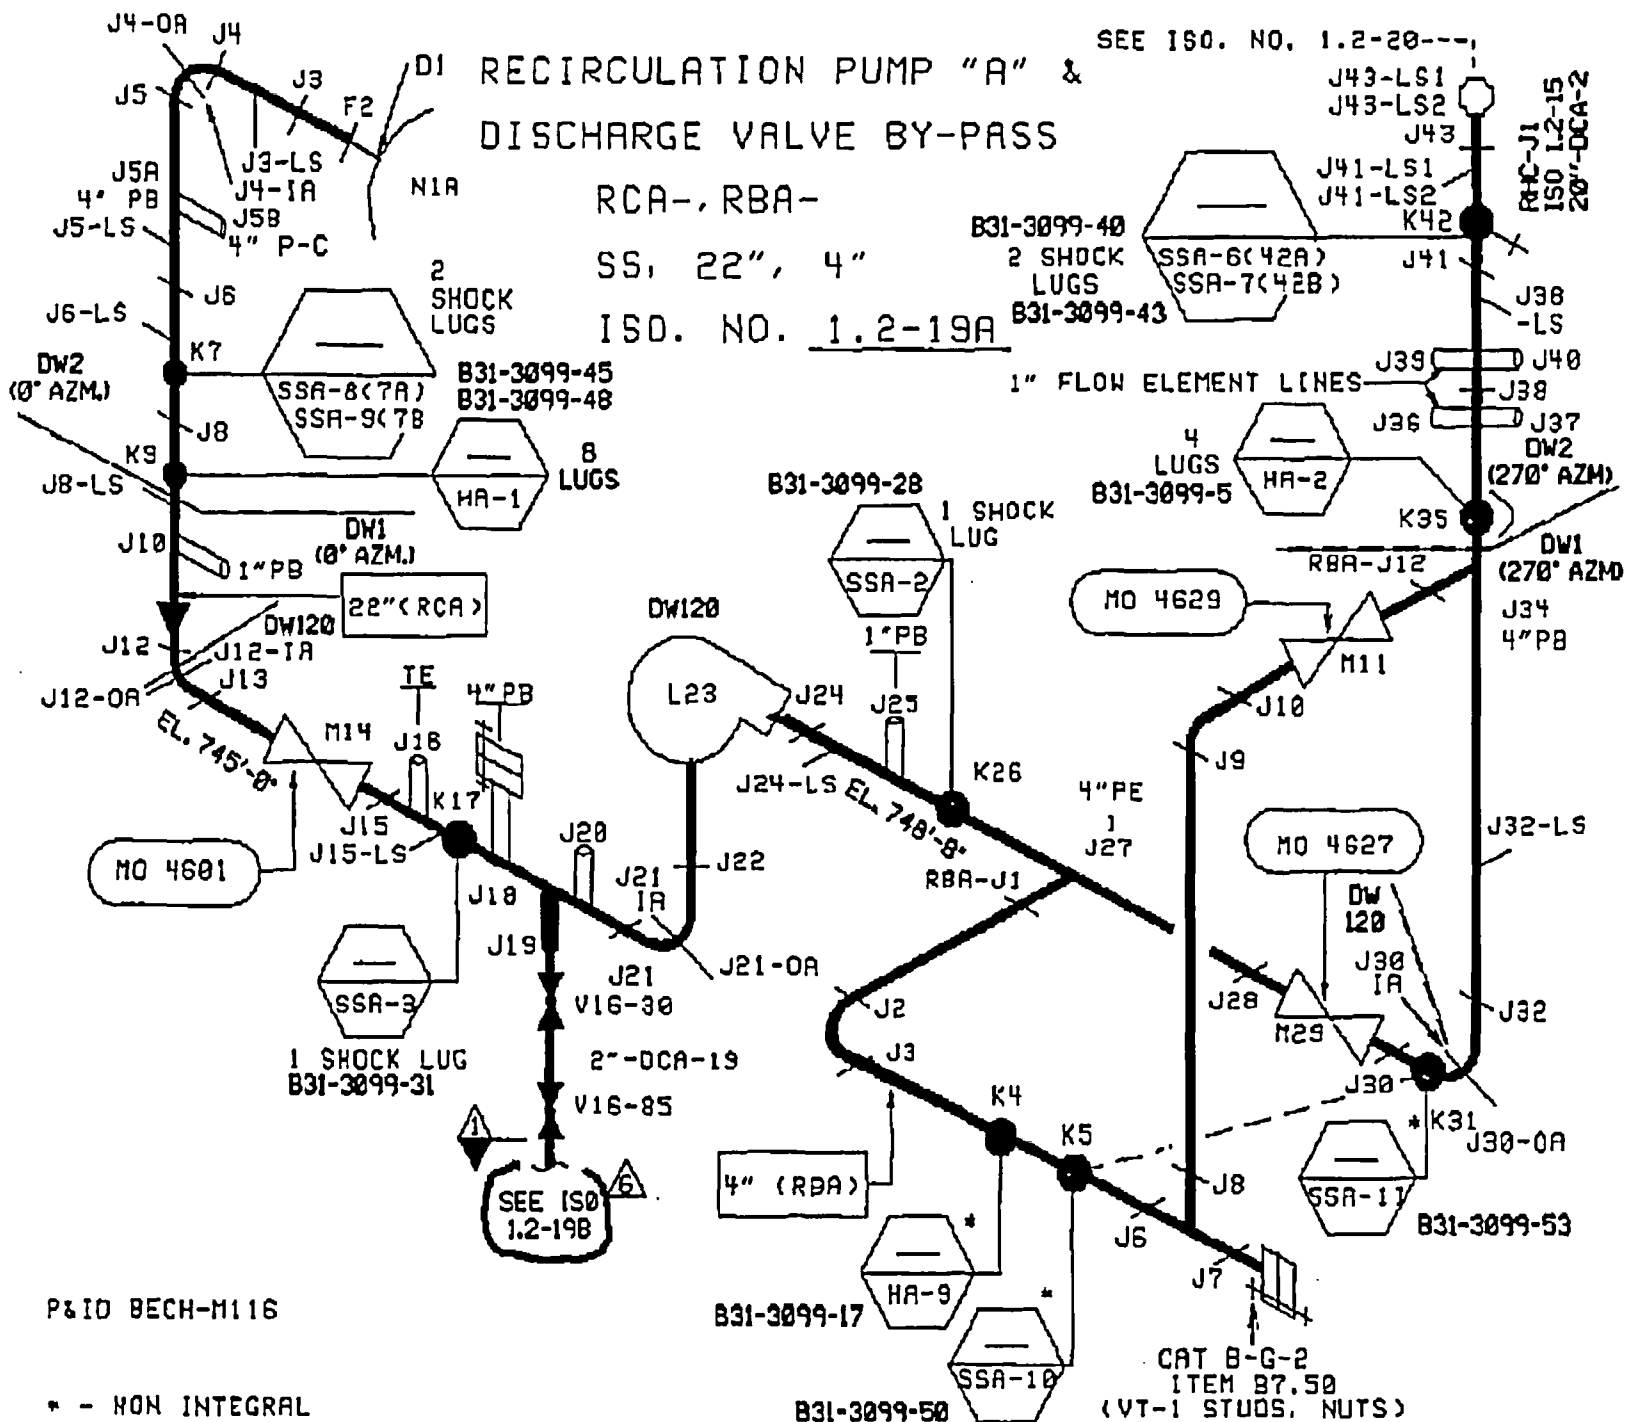 RECIRCULATION PUMP "A" &
DISCHARGE VALVE BY-PASS
RCA-, RBA-
SS, 22", 4"
ISO. NO. 1.2-19A
SEE ISO. NO. 1.2-20
J4-OA
J4
D1
J5
J3
F2
J3-LS
J4-IA
N1A
J5A
4" PB
J5B
4" P-C
J5-LS
J6
J6-LS
2
SHOCK
LUGS
K7
DW2
(0° AZM.)
SSA-8(7A)
SSA-9(7B
B31-3099-45
B31-3099-48
J8
K9
J8-LS
HA-1
8
LUGS
DW1
(0° AZM.)
J10
1"PB
22"(RCA)
DW120
J12
J12-IA
J12-OA
J13
EL. 745'-0"
M14
MO 4601
TE
J16
4"PB
J15
K17
J15-LS
J18
J19
J20
J21
IA
J22
J21
J21-OA
SSA-3
1 SHOCK LUG
B31-3099-31
V16-30
2"-DCA-19
V16-85
1
6
SEE ISO
1.2-19B
DW120
L23
J24
J24-LS
EL. 748'-8"
1"PB
J25
B31-3099-28
1 SHOCK
LUG
SSA-2
K26
4"PE
J27
RBA-J1
J2
J3
4" (RBA)
K4
K5
*
HA-9
B31-3099-17
*
SSA-10
B31-3099-50
J6
J7
J8
J9
J10
M11
MO 4629
RBA-J12
J43-LS1
J43-LS2
J43
RHC-J1
ISO 1.2-15
20"-DCA-2
J41-LS1
J41-LS2
K42
B31-3099-40
2 SHOCK
LUGS
B31-3099-43
SSA-6(42A)
SSA-7(42B)
J41
J38
-LS
J39
J40
1" FLOW ELEMENT LINES
J38
J36
J37
4
LUGS
B31-3099-5
HA-2
DW2
(270° AZM)
K35
DW1
(270° AZM)
J34
4"PB
J32-LS
MO 4627
DW
120
J30
IA
J28
M29
J32
J30
* K31
J30-OA
SSA-11
B31-3099-53
CAT B-G-2
ITEM B7.50
(VT-1 STUDS, NUTS)
P&ID BECH-M116
* - NON INTEGRAL